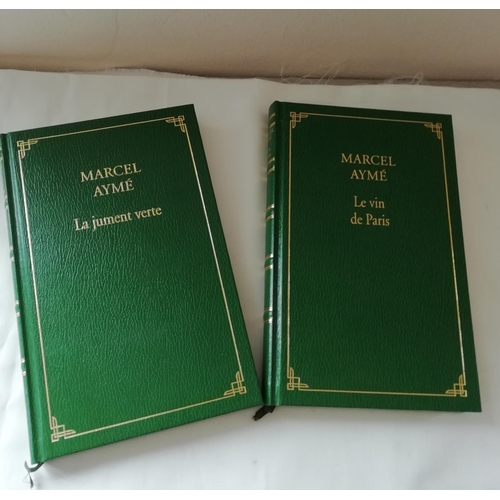 MARCEL
AYMÉ
La jument verte
MARCEL
AYMÉ
Le vin
de Paris